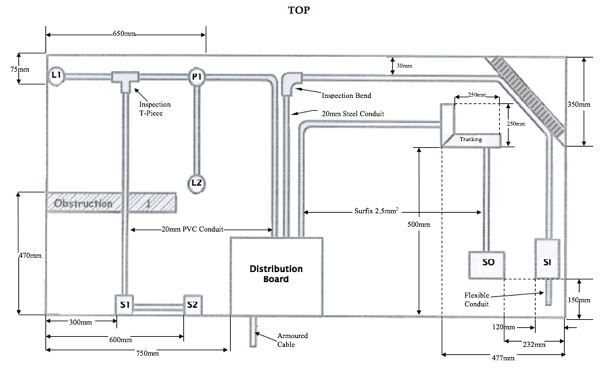 TOP
650mm
75mm
L1
P1
30mm
Inspection
T-Piece
Inspection Bend
20mm Steel Conduit
250mm
250mm
350mm
Trunking
L2
Obstruction 1
20mm PVC Conduit
Surfix 2,5mm²
500mm
470mm
Distribution
Board
SO
SI
S1
S2
Flexible
Conduit
150mm
300mm
120mm
600mm
232mm
750mm
Armoured
Cable
477mm